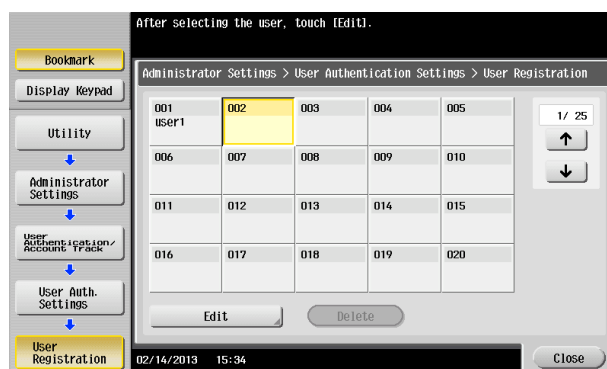 After selecting the user, touch [Edit].
Bookmark
Display Keypad
Utility
Administrator
Settings
User
Authentication/
Account Track
User Auth.
Settings
User
Registration
Administrator Settings > User Authentication Settings > User Registration
001 002 003 004 005
user1
006 007 008 009 010
011 012 013 014 015
016 017 018 019 020
1/ 25
Edit Delete
02/14/2013 15:34
Close